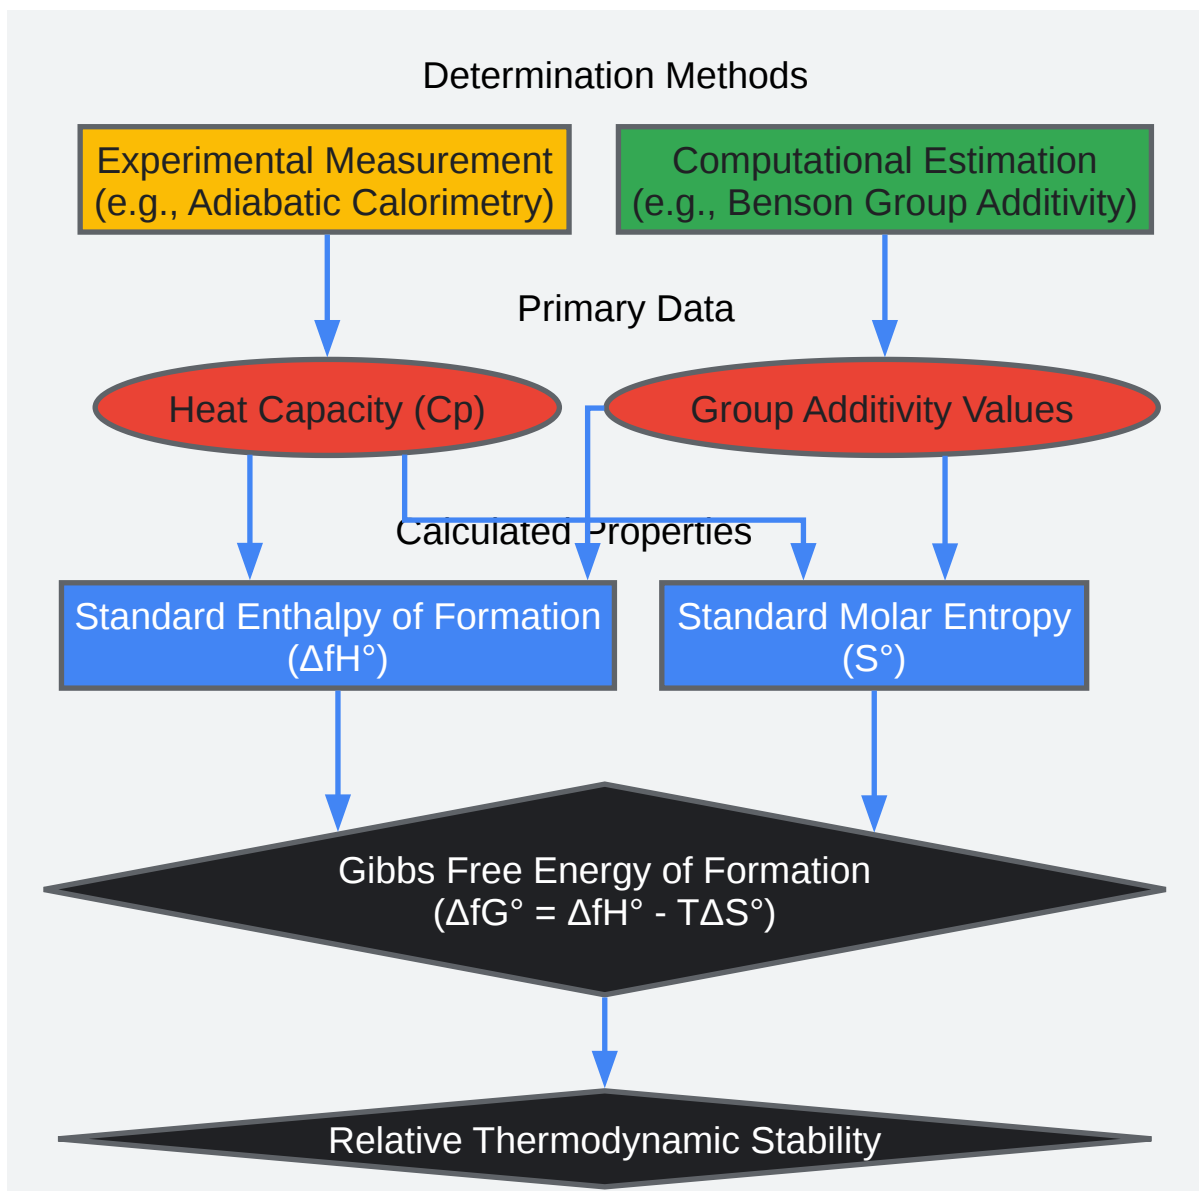 Determination Methods
Experimental Measurement
(e.g., Adiabatic Calorimetry)
Computational Estimation
(e.g., Benson Group Additivity)
Primary Data
Heat Capacity (Cp)
Group Additivity Values
Calculated Properties
Standard Enthalpy of Formation
(ΔfH°)
Standard Molar Entropy
(S°)
Gibbs Free Energy of Formation
(ΔfG° = ΔfH° - TΔS°)
Relative Thermodynamic Stability